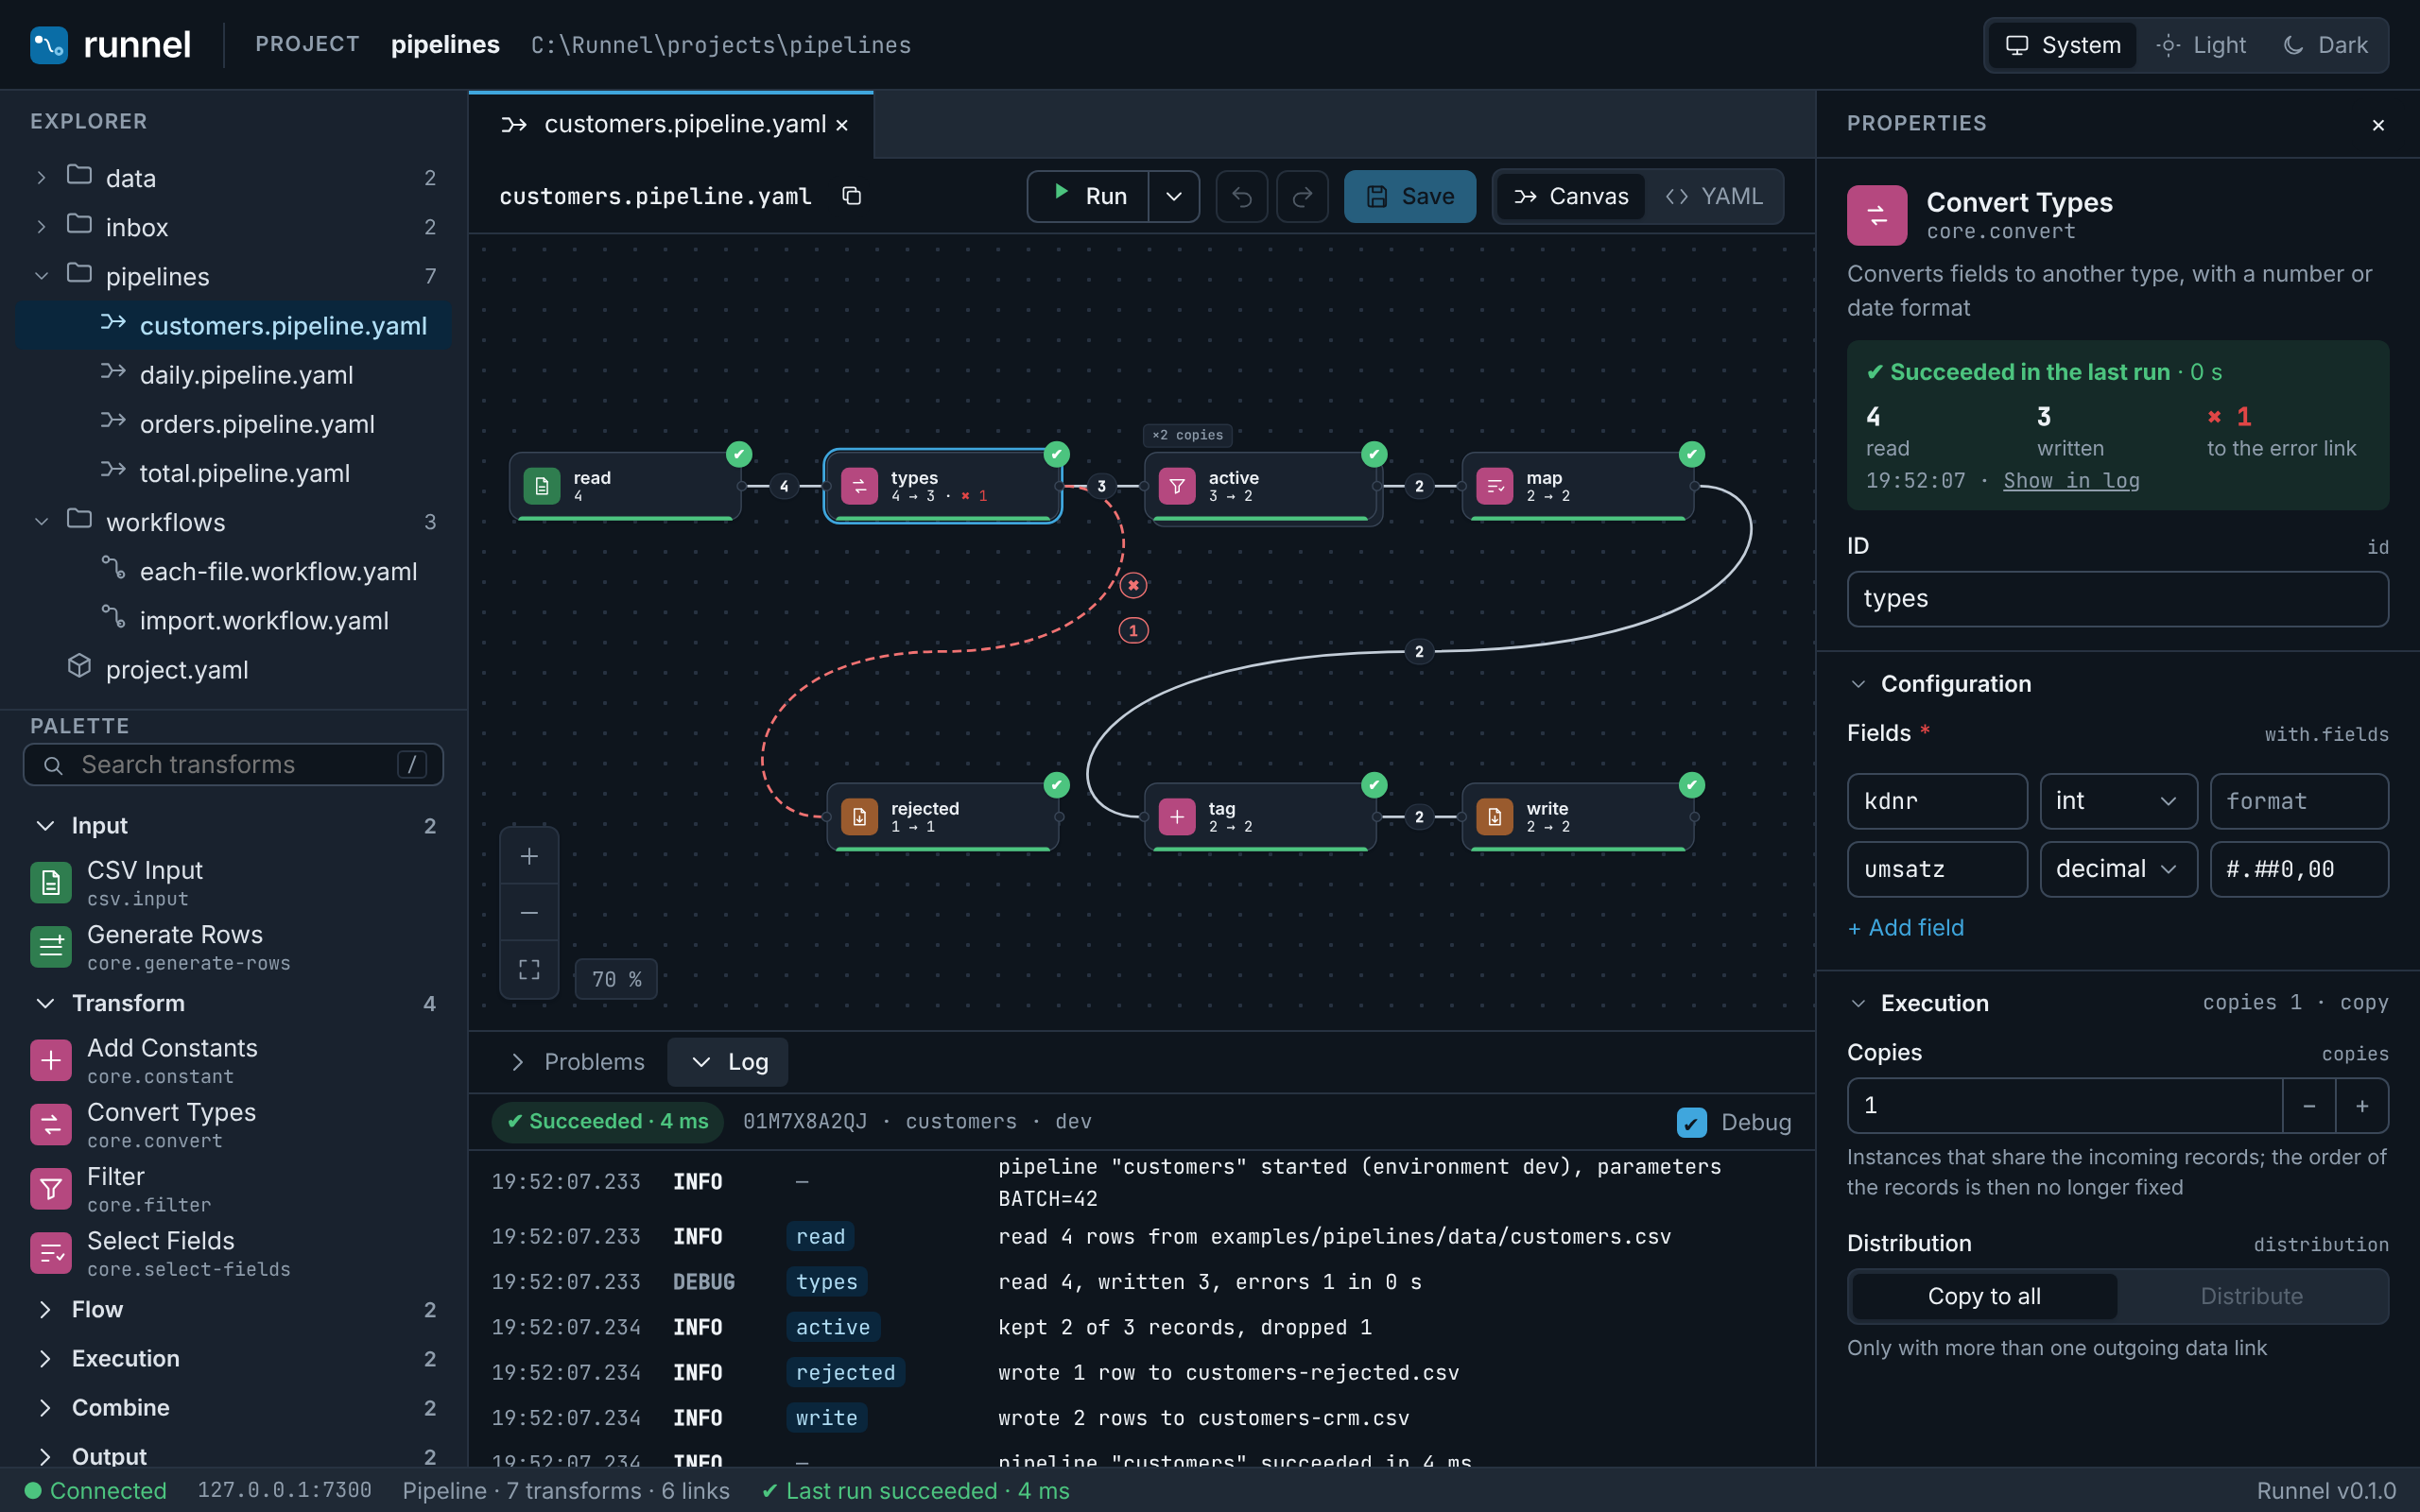 runnel PROJECT pipelines C:\Runnel\projects\pipelines System Light Dark
EXPLORER
data 2
inbox 2
pipelines 7
customers.pipeline.yaml
daily.pipeline.yaml
orders.pipeline.yaml
total.pipeline.yaml
workflows 3
each-file.workflow.yaml
import.workflow.yaml
project.yaml
PALETTE
Search transforms /
Input 2
CSV Input
csv.input
Generate Rows
core.generate-rows
Transform 4
Add Constants
core.constant
Convert Types
core.convert
Filter
core.filter
Select Fields
core.select-fields
Flow 2
Execution 2
Combine 2
Output 2
customers.pipeline.yaml ×
customers.pipeline.yaml Run Save Canvas YAML
×2 copies
read
4
4
types
4 → 3 · ✖ 1
3
active
3 → 2
2
map
2 → 2
✖
1
2
rejected
1 → 1
tag
2 → 2
2
write
2 → 2
+
−
70 %
Problems Log
✔ Succeeded · 4 ms 01M7X8A2QJ · customers · dev Debug
19:52:07.233 INFO — pipeline "customers" started (environment dev), parameters
BATCH=42
19:52:07.233 INFO read read 4 rows from examples/pipelines/data/customers.csv
19:52:07.233 DEBUG types read 4, written 3, errors 1 in 0 s
19:52:07.234 INFO active kept 2 of 3 records, dropped 1
19:52:07.234 INFO rejected wrote 1 row to customers-rejected.csv
19:52:07.234 INFO write wrote 2 rows to customers-crm.csv
19:52:07.234 INFO — pipeline "customers" succeeded in 4 ms
PROPERTIES ×
Convert Types
core.convert
Converts fields to another type, with a number or
date format
✔ Succeeded in the last run · 0 s
4 3 ✖ 1
read written to the error link
19:52:07 · Show in log
ID id
types
Configuration
Fields * with.fields
kdnr int format
umsatz decimal #.##0,00
+ Add field
Execution copies 1 · copy
Copies copies
1 − +
Instances that share the incoming records; the order of
the records is then no longer fixed
Distribution distribution
Copy to all Distribute
Only with more than one outgoing data link
Connected 127.0.0.1:7300 Pipeline · 7 transforms · 6 links ✔ Last run succeeded · 4 ms Runnel v0.1.0